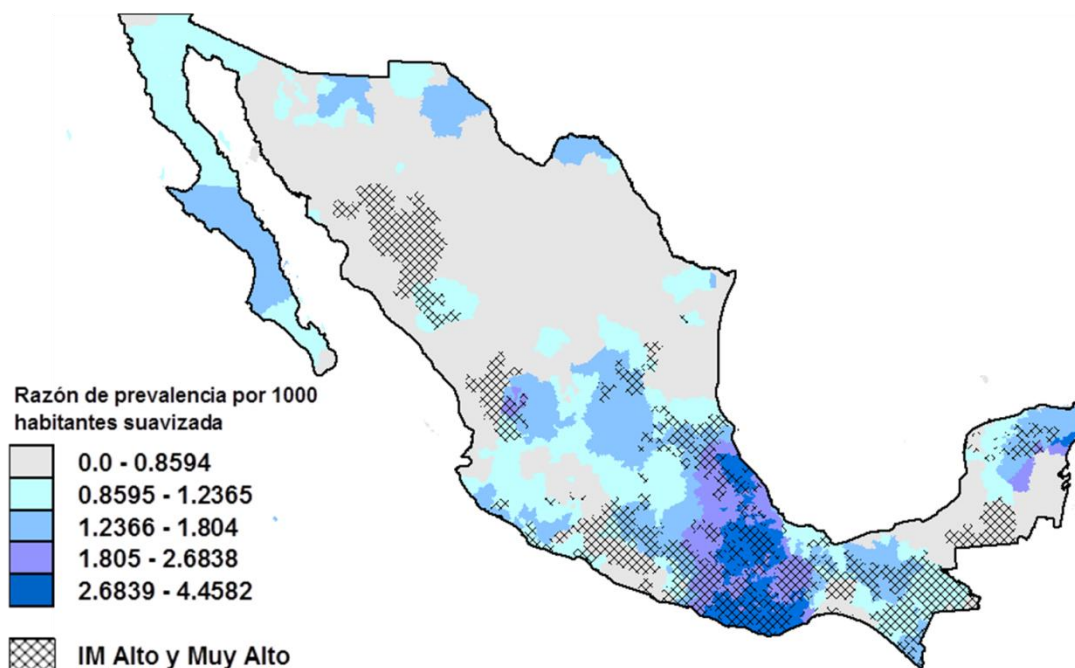 Razón de prevalencia por 1000
habitantes suavizada
0.0 - 0.8594
0.8595 - 1.2365
1.2366 - 1.804
1.805 - 2.6838
2.6839 - 4.4582
IM Alto y Muy Alto